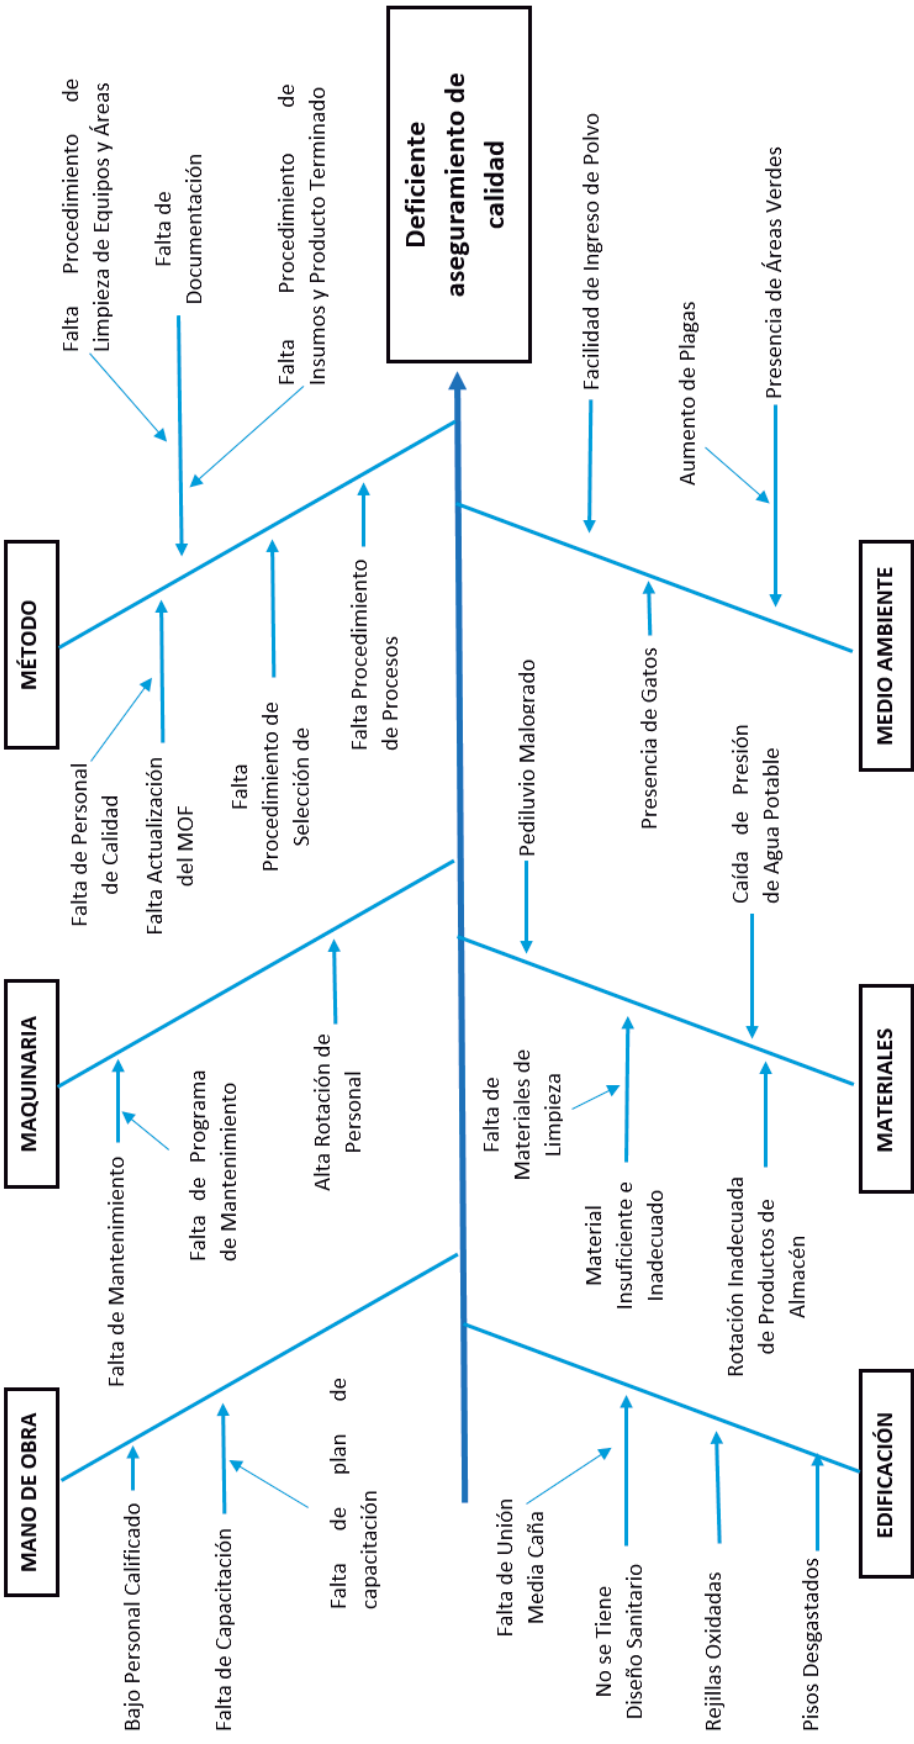 MANO DE OBRA
MAQUINARIA
MÉTODO
Bajo Personal Calificado
Falta de Capacitación
Falta de plan de
capacitación
Falta de Mantenimiento
Falta de Programa
de Mantenimiento
Alta Rotación de
Personal
Falta de Personal
de Calidad
Falta Actualización
del MOF
Falta
Procedimiento de
Selección de
Falta Procedimiento
de Procesos
Falta Procedimiento de
Limpieza de Equipos y Áreas
Falta de
Documentación
Falta Procedimiento de
Insumos y Producto Terminado
Deficiente
aseguramiento de
calidad
Falta de Unión
Media Caña
No se Tiene
Diseño Sanitario
Rejillas Oxidadas
Pisos Desgastados
Pediluvio Malogrado
Falta de
Materiales de
Limpieza
Material
Insuficiente e
Inadecuado
Caída de Presión
de Agua Potable
Rotación Inadecuada
de Productos de
Almacén
Facilidad de Ingreso de Polvo
Presencia de Gatos
Aumento de Plagas
Presencia de Áreas Verdes
EDIFICACIÓN
MATERIALES
MEDIO AMBIENTE